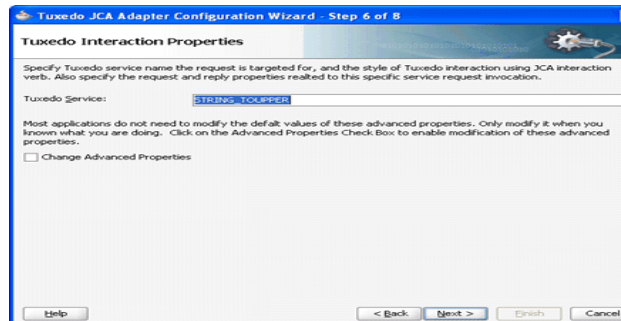 Tuxedo JCA Adapter Configuration Wizard - Step 6 of 8
Tuxedo Interaction Properties
Specify Tuxedo service name the request is targeted for, and the style of Tuxedo interaction using JCA interaction
verb. Also specify the request and reply properties realted to this specific service request invocation.
Tuxedo Service:
STRING_TOUPPER
Most applications do not need to modify the defalt values of these advanced properties. Only modify it when you
known what you are doing. Click on the Advanced Properties Check Box to enable modification of these advanced
properties.
Change Advanced Properties
Help
< Back
Next >
Finish
Cancel